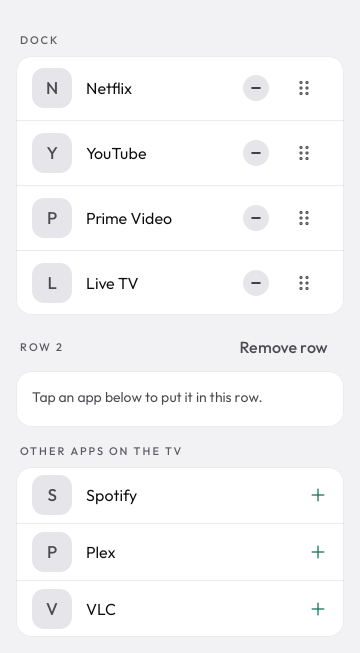 DOCK
N Netflix
Y YouTube
P Prime Video
L Live TV
ROW 2 Remove row
Tap an app below to put it in this row.
OTHER APPS ON THE TV
S Spotify
P Plex
V VLC